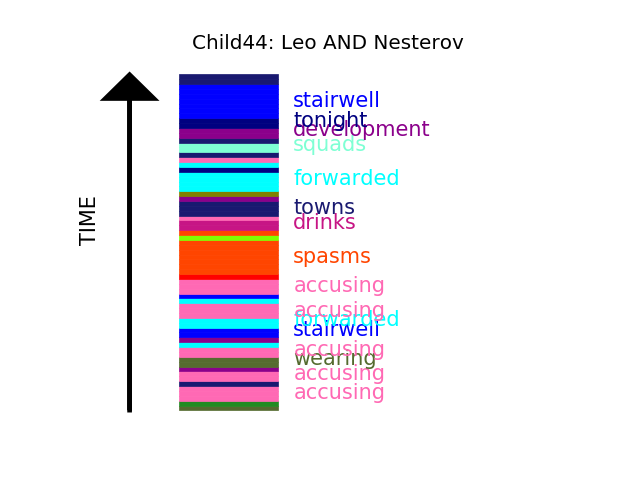 Child44: Leo AND Nesterov
stairwell
tonight
development
squads
forwarded
towns
drinks
spasms
accusing
accusing
forwarded
stairwell
accusing
wearing
accusing
accusing
TIME